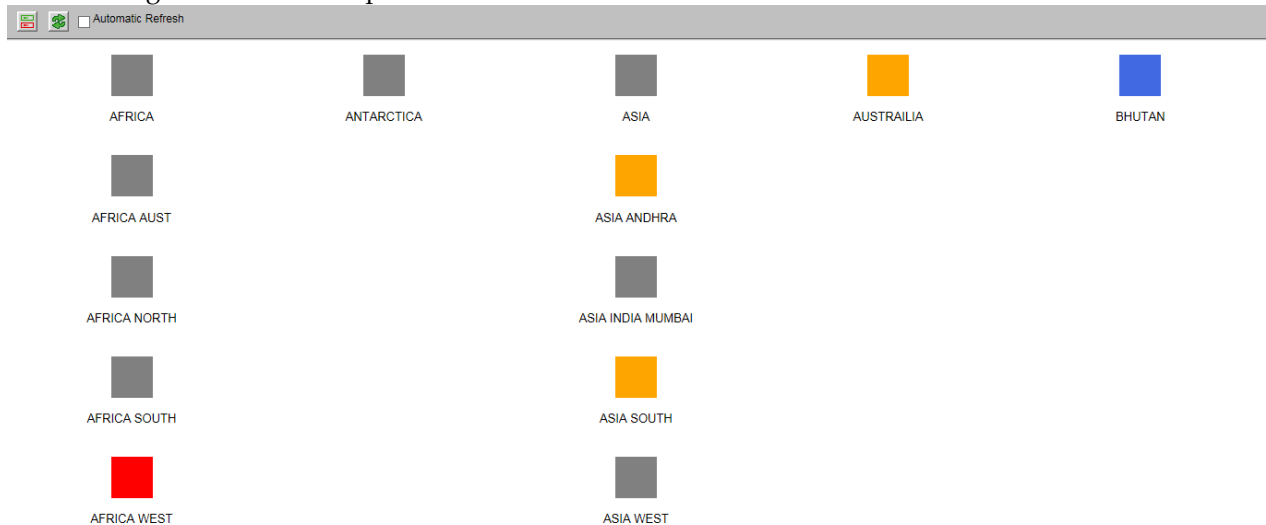 Automatic Refresh
AFRICA ANTARCTICA ASIA AUSTRAILIA BHUTAN
AFRICA AUST ASIA ANDHRA
AFRICA NORTH ASIA INDIA MUMBAI
AFRICA SOUTH ASIA SOUTH
AFRICA WEST ASIA WEST